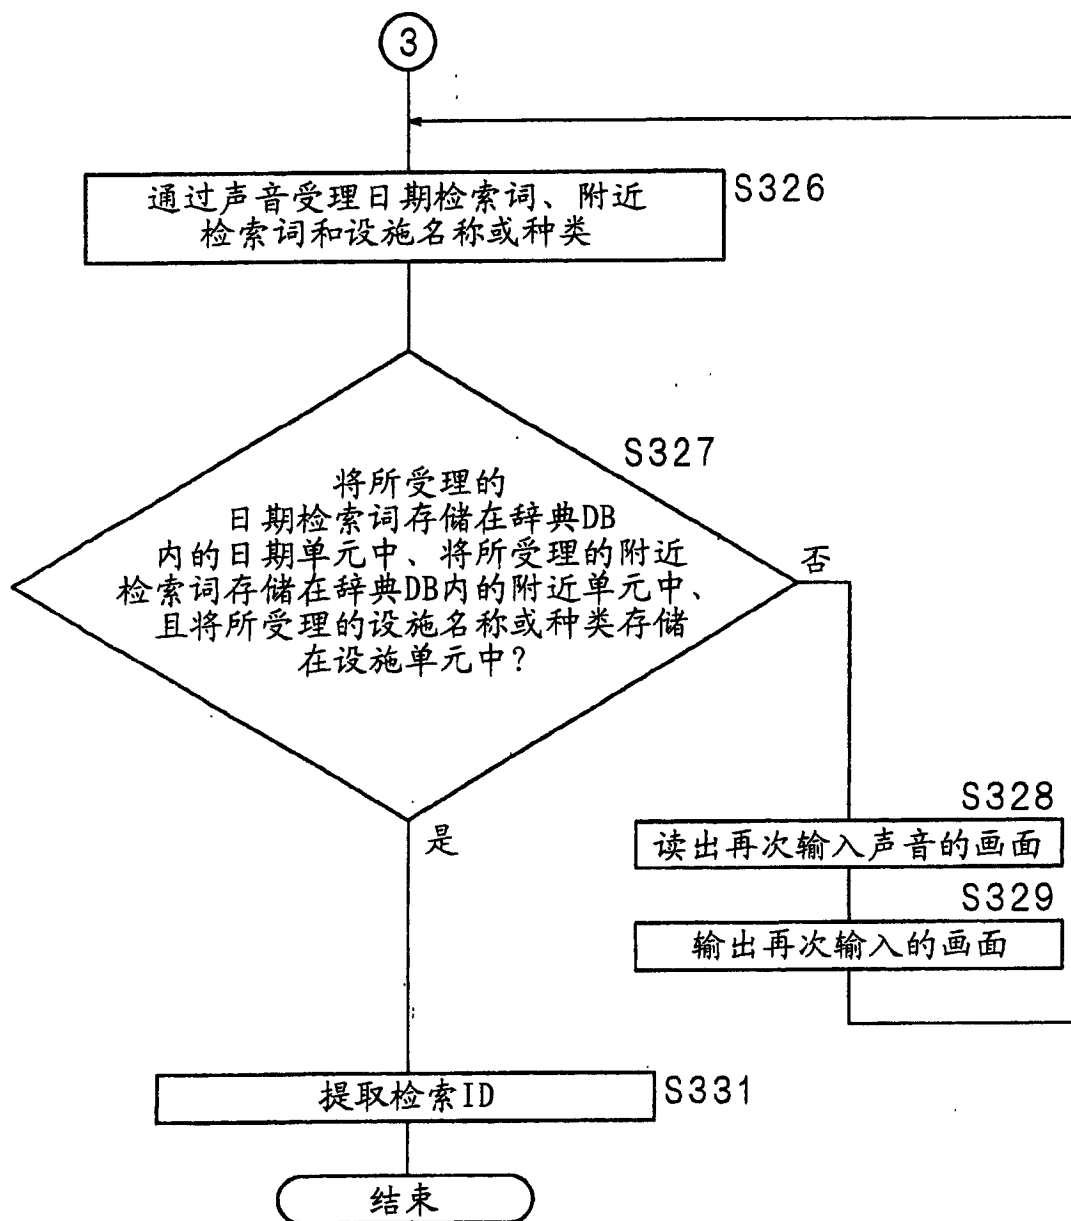 3
通过声音受理日期检索词、附近
检索词和设施名称或种类
S326
S327
将所受理的
日期检索词存储在辞典DB
内的日期单元中、将所受理的附近
检索词存储在辞典DB内的附近单元中、
且将所受理的设施名称或种类存储
在设施单元中?
否
是
S328
读出再次输入声音的画面
S329
输出再次输入的画面
提取检索ID
S331
结束